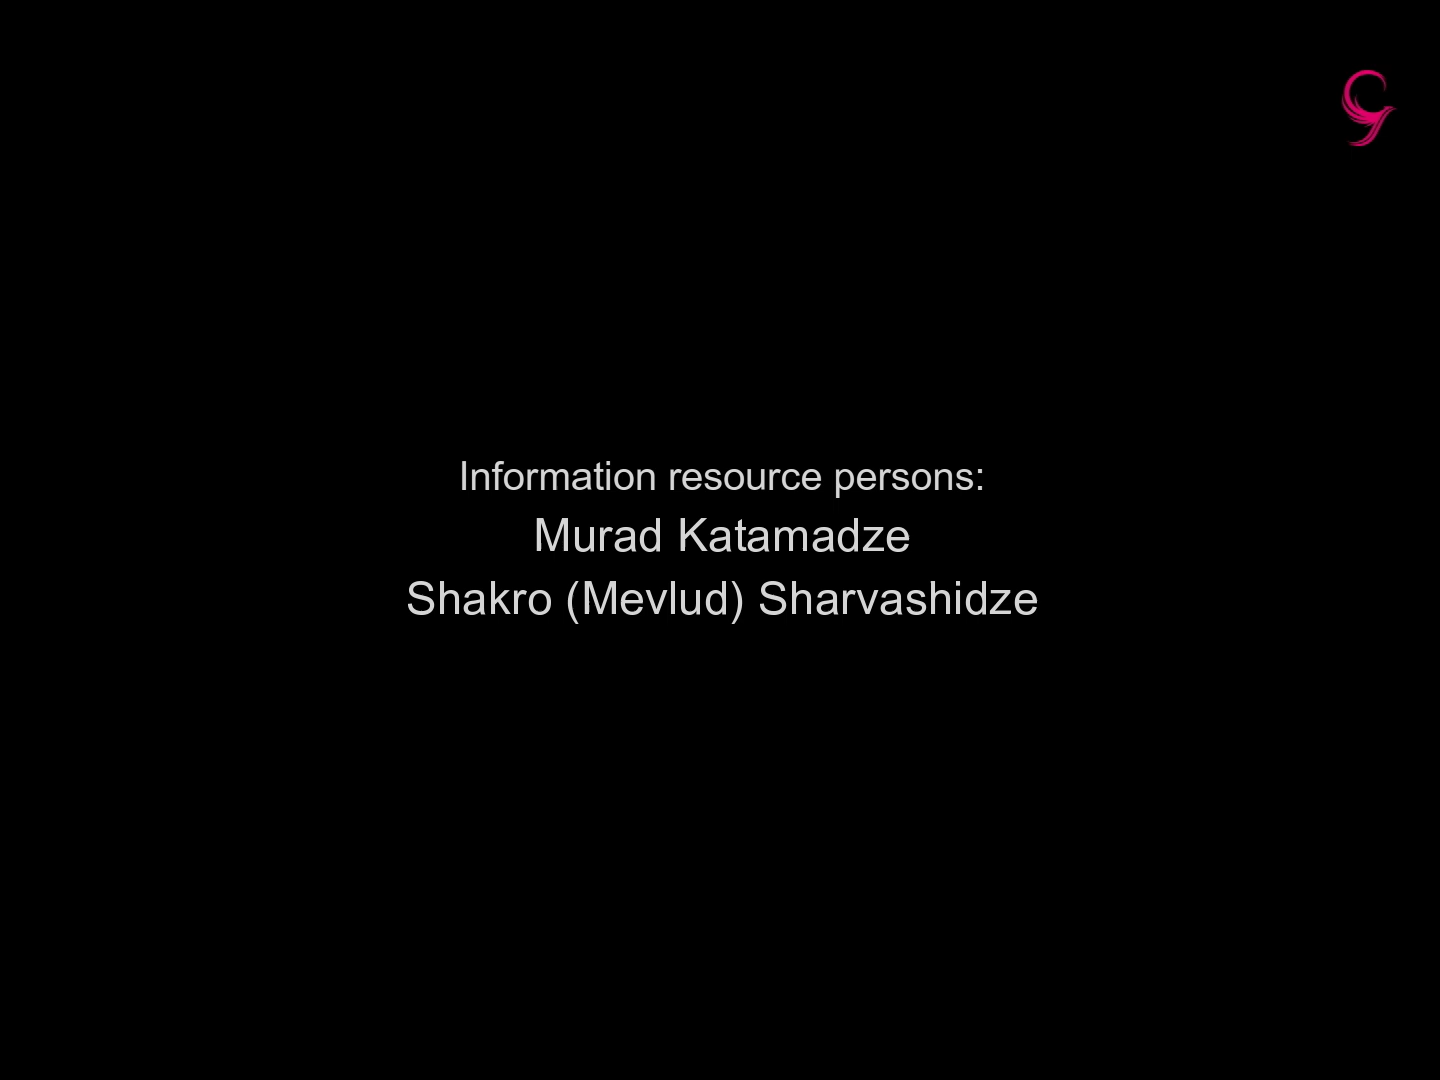 Information resource persons:
Murad Katamadze
Shakro (Mevlud) Sharvashidze